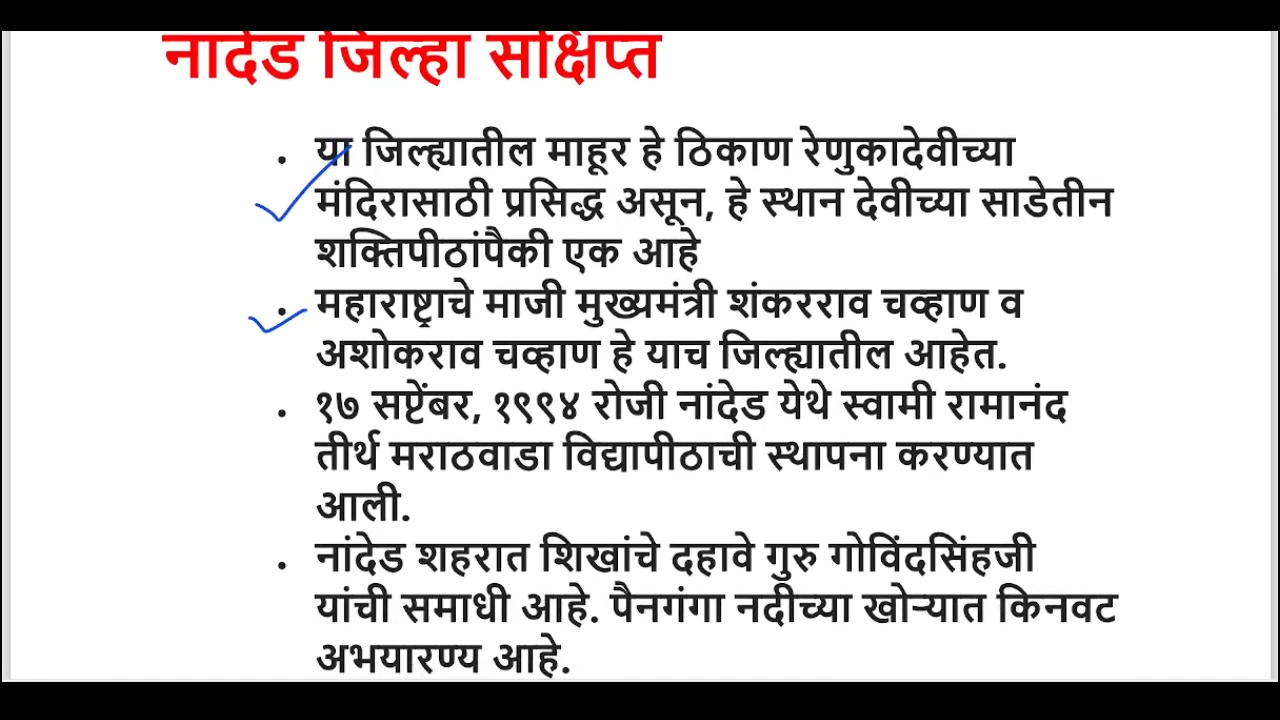 नांदेड जिल्हा संक्षिप्त
. या जिल्ह्यातील माहूर हे ठिकाण रेणुकादेवीच्या
मंदिरासाठी प्रसिद्ध असून, हे स्थान देवीच्या साडेतीन
शक्तिपीठांपैकी एक आहे
. महाराष्ट्राचे माजी मुख्यमंत्री शंकरराव चव्हाण व
अशोकराव चव्हाण हे याच जिल्ह्यातील आहेत.
. १७ सप्टेंबर, १९९४ रोजी नांदेड येथे स्वामी रामानंद
तीर्थ मराठवाडा विद्यापीठाची स्थापना करण्यात
आली.
. नांदेड शहरात शिखांचे दहावे गुरु गोविंदसिंहजी
यांची समाधी आहे. पैनगंगा नदीच्या खोऱ्यात किनवट
अभयारण्य आहे.